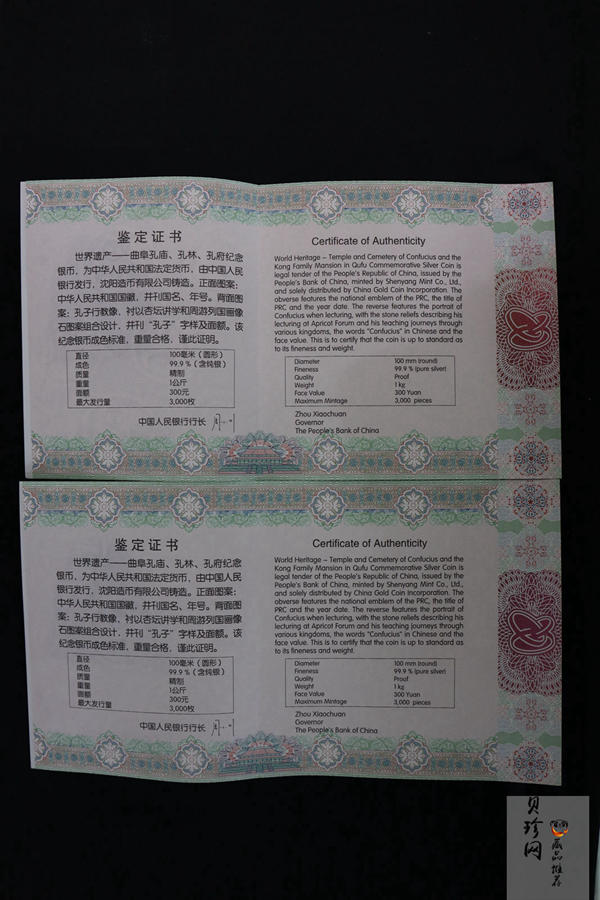 鉴定证书
世界遗产——曲阜孔庙、孔林、孔府纪念
银币，为中华人民共和国法定货币，由中国人民
银行发行，沈阳造币有限公司铸造。正面图案：
中华人民共和国国徽，并刊国名、年号。背面图
案：孔子行教像，衬以杏坛讲学和周游列国画像
石图案组合设计，并刊“孔子”字样及面额。该
纪念银币成色标准，重量合格，谨此证明。
直径 100毫米（圆形）
成色 99.9％（含纯银）
质量 精制
重量 1公斤
面额 300元
最大发行量 3,000枚
中国人民银行行长
Certificate of Authenticity
World Heritage – Temple and Cemetery of Confucius and the
Kong Family Mansion in Qufu Commemorative Silver Coin is
legal tender of the People's Republic of China, issued by the
People's Bank of China, minted by Shenyang Mint Co., Ltd.,
and solely distributed by China Gold Coin Incorporation. The
obverse features the national emblem of the PRC, the title of
PRC and the year date. The reverse features the portrait of
Confucius when lecturing, with the stone reliefs describing his
lecturing at Apricot Forum and his teaching journeys through
various kingdoms, the words "Confucius" in Chinese and the
face value. This is to certify that the coin is up to standard as
to its fineness and weight.
Diameter 100 mm (round)
Fineness 99.9 % (pure silver)
Quality Proof
Weight 1 kg
Face Value 300 Yuan
Maximum Mintage 3,000 pieces
Zhou Xiaochuan
Governor
The People's Bank of China
鉴定证书
世界遗产——曲阜孔庙、孔林、孔府纪念
银币，为中华人民共和国法定货币，由中国人民
银行发行，沈阳造币有限公司铸造。正面图案：
中华人民共和国国徽，并刊国名、年号。背面图
案：孔子行教像，衬以杏坛讲学和周游列国画像
石图案组合设计，并刊“孔子”字样及面额。该
纪念银币成色标准，重量合格，谨此证明。
直径 100毫米（圆形）
成色 99.9％（含纯银）
质量 精制
重量 1公斤
面额 300元
最大发行量 3,000枚
中国人民银行行长
Certificate of Authenticity
World Heritage – Temple and Cemetery of Confucius and the
Kong Family Mansion in Qufu Commemorative Silver Coin is
legal tender of the People's Republic of China, issued by the
People's Bank of China, minted by Shenyang Mint Co., Ltd.,
and solely distributed by China Gold Coin Incorporation. The
obverse features the national emblem of the PRC, the title of
PRC and the year date. The reverse features the portrait of
Confucius when lecturing, with the stone reliefs describing his
lecturing at Apricot Forum and his teaching journeys through
various kingdoms, the words "Confucius" in Chinese and the
face value. This is to certify that the coin is up to standard as
to its fineness and weight.
Diameter 100 mm (round)
Fineness 99.9 % (pure silver)
Quality Proof
Weight 1 kg
Face Value 300 Yuan
Maximum Mintage 3,000 pieces
Zhou Xiaochuan
Governor
The People's Bank of China
贝珍网
藏品推荐